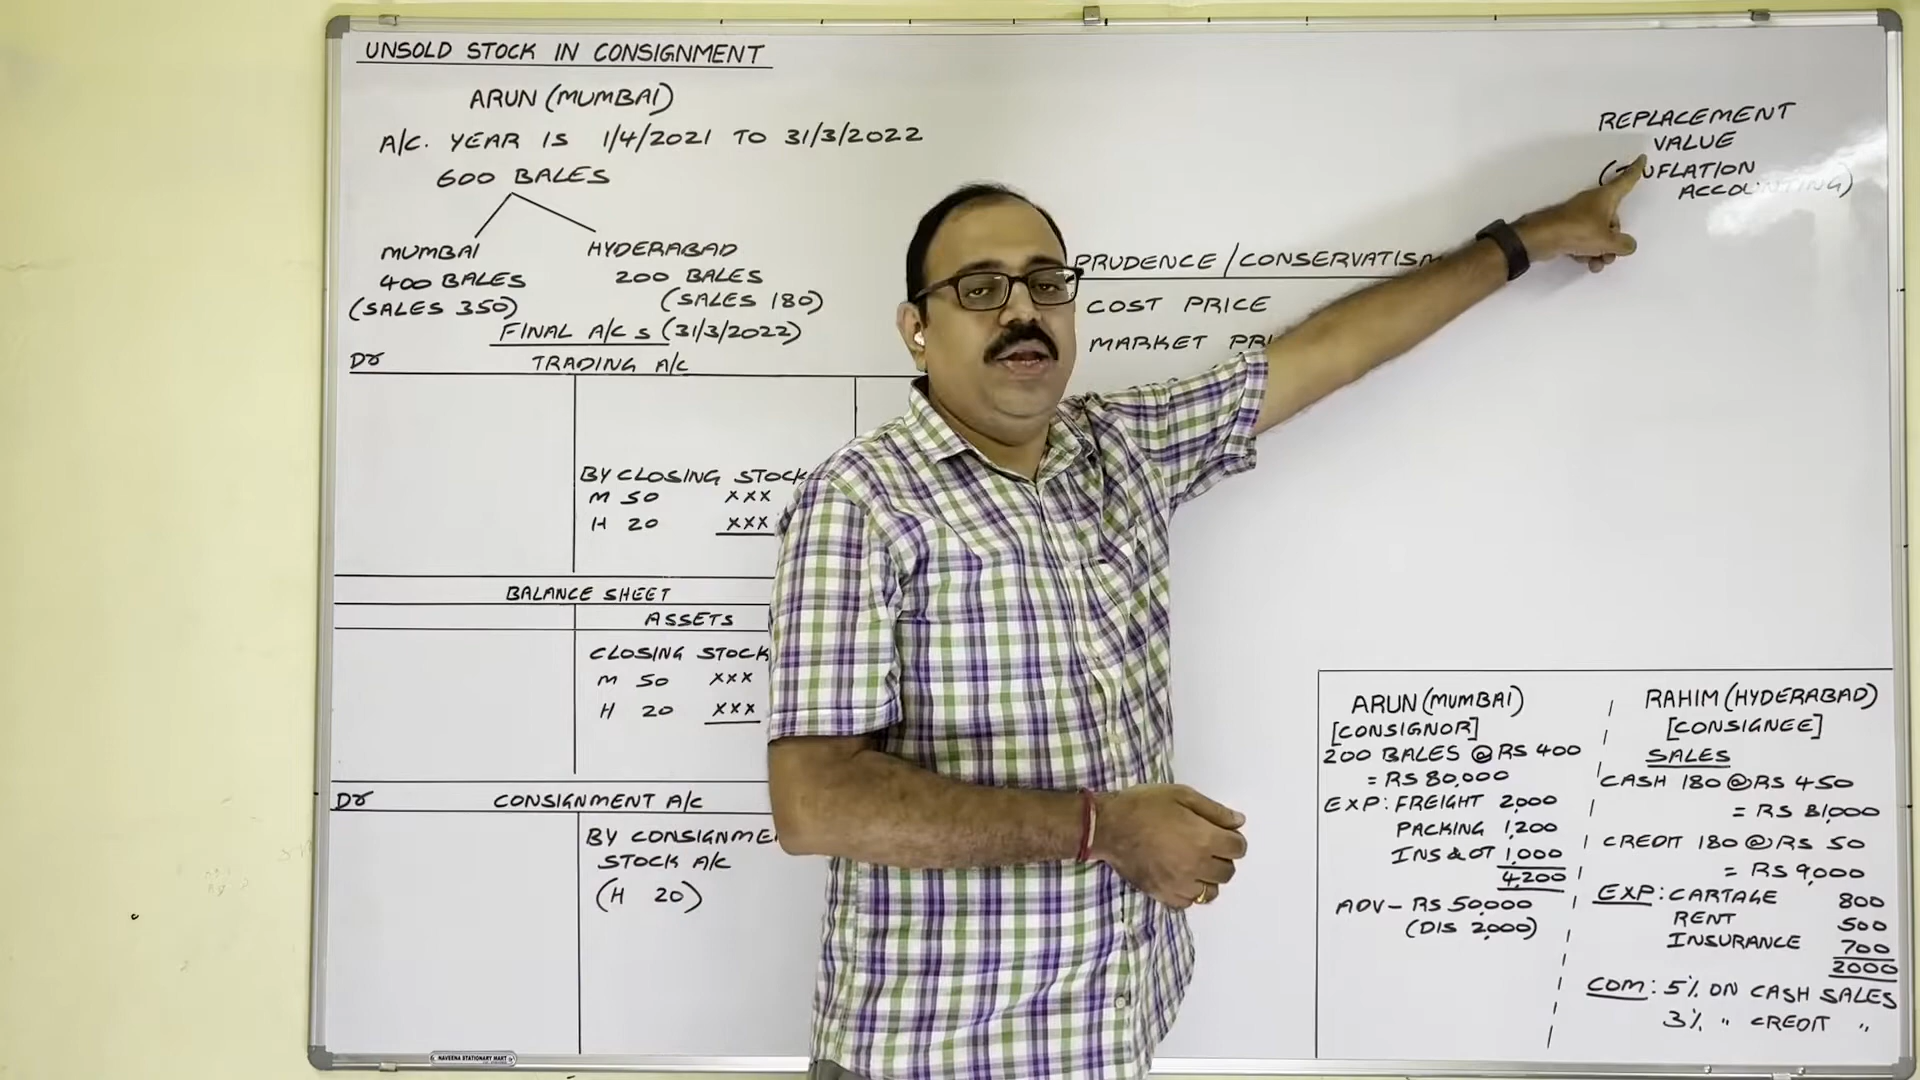 UNSOLD STOCK IN CONSIGNMENT
ARUN (MUMBAI)
A/C. YEAR IS 1/4/2021 TO 31/3/2022
600 BALES
MUMBAI
400 BALES
(SALES 350)
HYDERABAD
200 BALES
(SALES 180)
FINAL A/C S (31/3/2022)
Dr TRADING A/C
BY CLOSING STOCK
M 50 XXX
H 20 XXX
BALANCE SHEET
ASSETS
CLOSING STOCK
M 50 XXX
H 20 XXX
Dr CONSIGNMENT A/C
BY CONSIGNME
STOCK A/C
(H 20)
NAVEENA STATIONARY MART
PRUDENCE / CONSERVATISM
COST PRICE
MARKET PRI
REPLACEMENT
VALUE
(INFLATION
ACCOUNTING)
ARUN (MUMBAI)
[CONSIGNOR]
200 BALES @ RS 400
= RS 80,000
EXP: FREIGHT 2,000
PACKING 1,200
INS & OT 1,000
4,200
ADV - RS 50,000
(DIS 2,000)
RAHIM (HYDERABAD)
[CONSIGNEE]
SALES
CASH 180 @ RS 450
= RS 81,000
CREDIT 180 @ RS 50
= RS 9,000
EXP: CARTAGE 800
RENT 500
INSURANCE 700
2000
COM: 5% ON CASH SALES
3% " CREDIT "